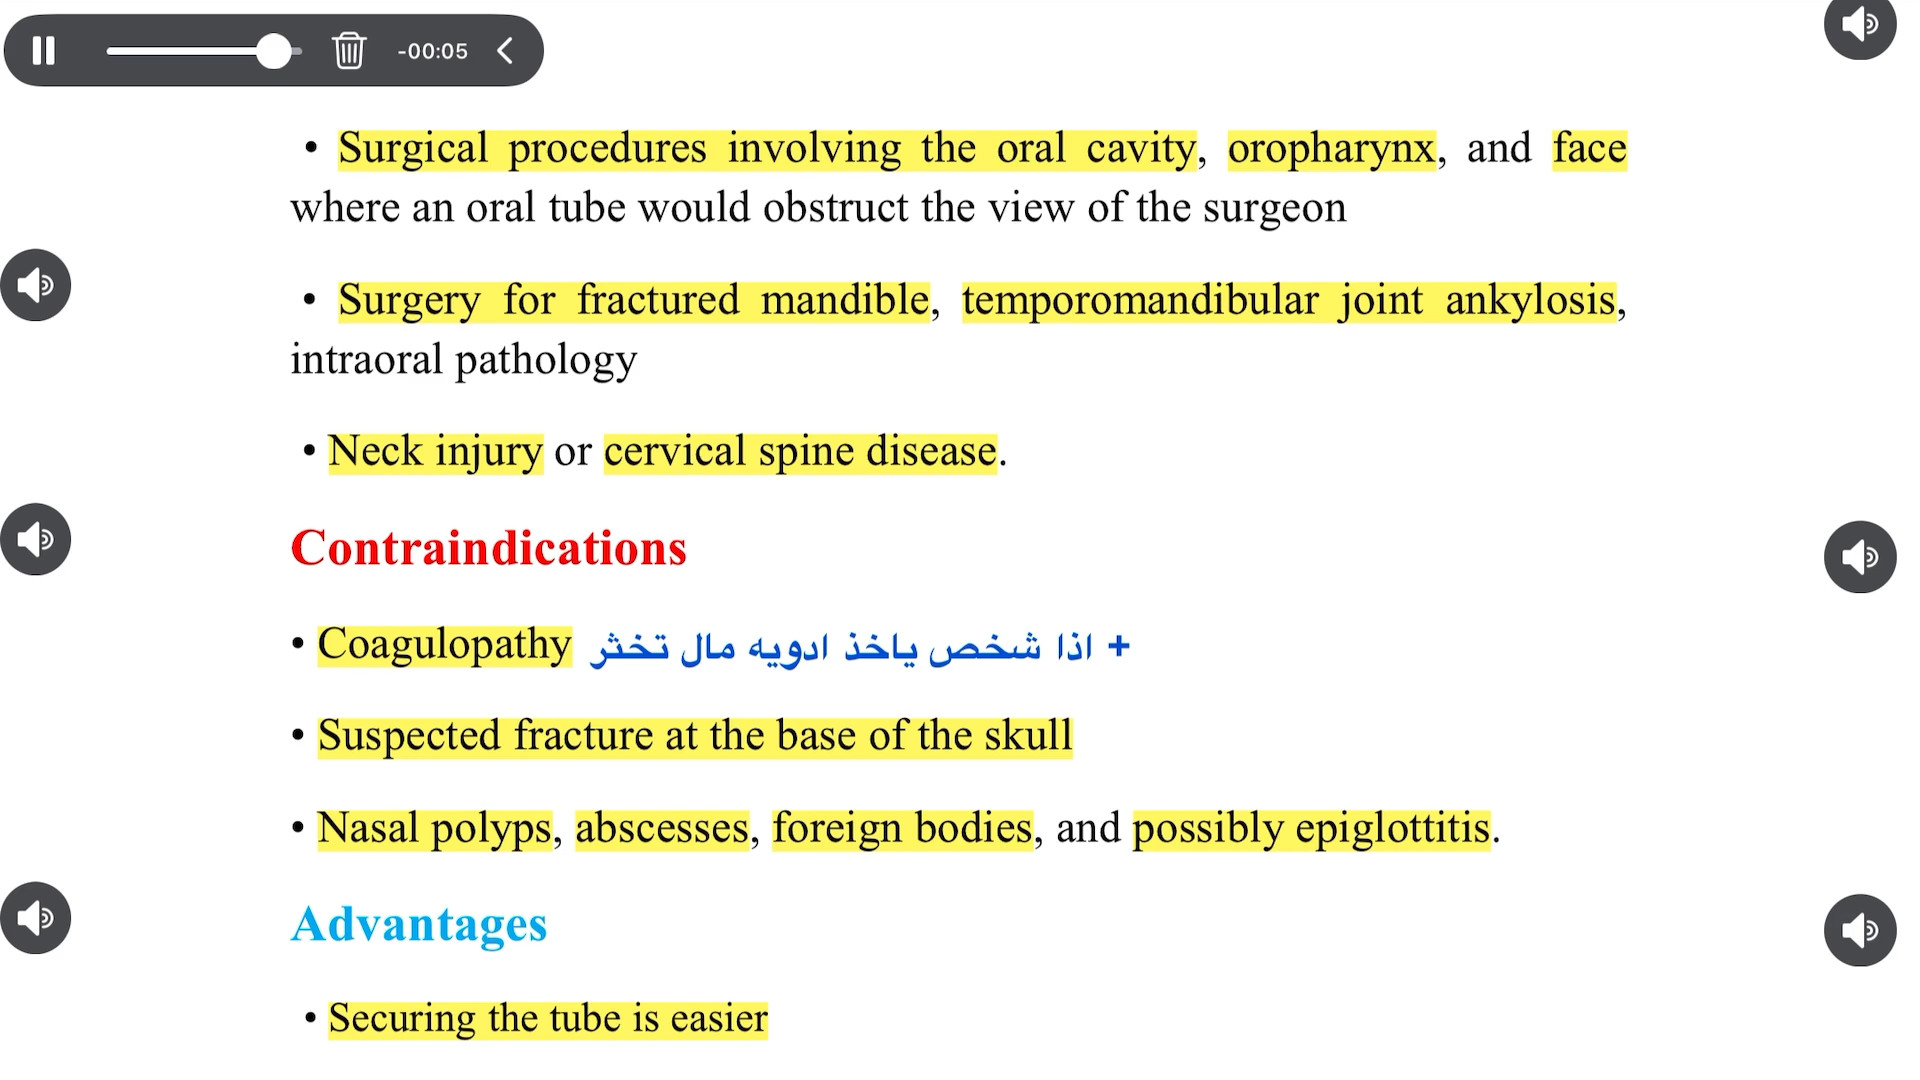 -00:05
• Surgical procedures involving the oral cavity, oropharynx, and face
where an oral tube would obstruct the view of the surgeon
• Surgery for fractured mandible, temporomandibular joint ankylosis,
intraoral pathology
• Neck injury or cervical spine disease.
Contraindications
• Coagulopathy + اذا شخص ياخذ ادويه مال تخثر
• Suspected fracture at the base of the skull
• Nasal polyps, abscesses, foreign bodies, and possibly epiglottitis.
Advantages
• Securing the tube is easier